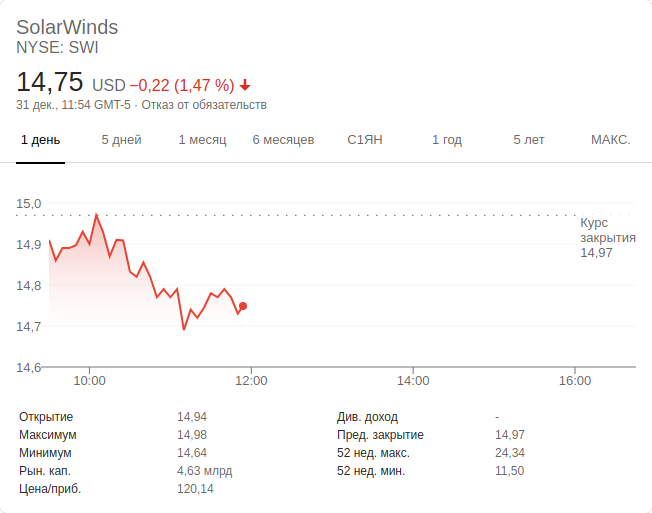 SolarWinds
NYSE: SWI
14,75 USD −0,22 (1,47 %)
31 дек., 11:54 GMT-5 · Отказ от обязательств
1 день 5 дней 1 месяц 6 месяцев С1ЯН 1 год 5 лет МАКС.
15,0
Курс
закрытия
14,97
14,9
14,8
14,7
14,6
10:00 12:00 14:00 16:00
Открытие 14,94 Див. доход -
Максимум 14,98 Пред. закрытие 14,97
Минимум 14,64 52 нед. макс. 24,34
Рын. кап. 4,63 млрд 52 нед. мин. 11,50
Цена/приб. 120,14